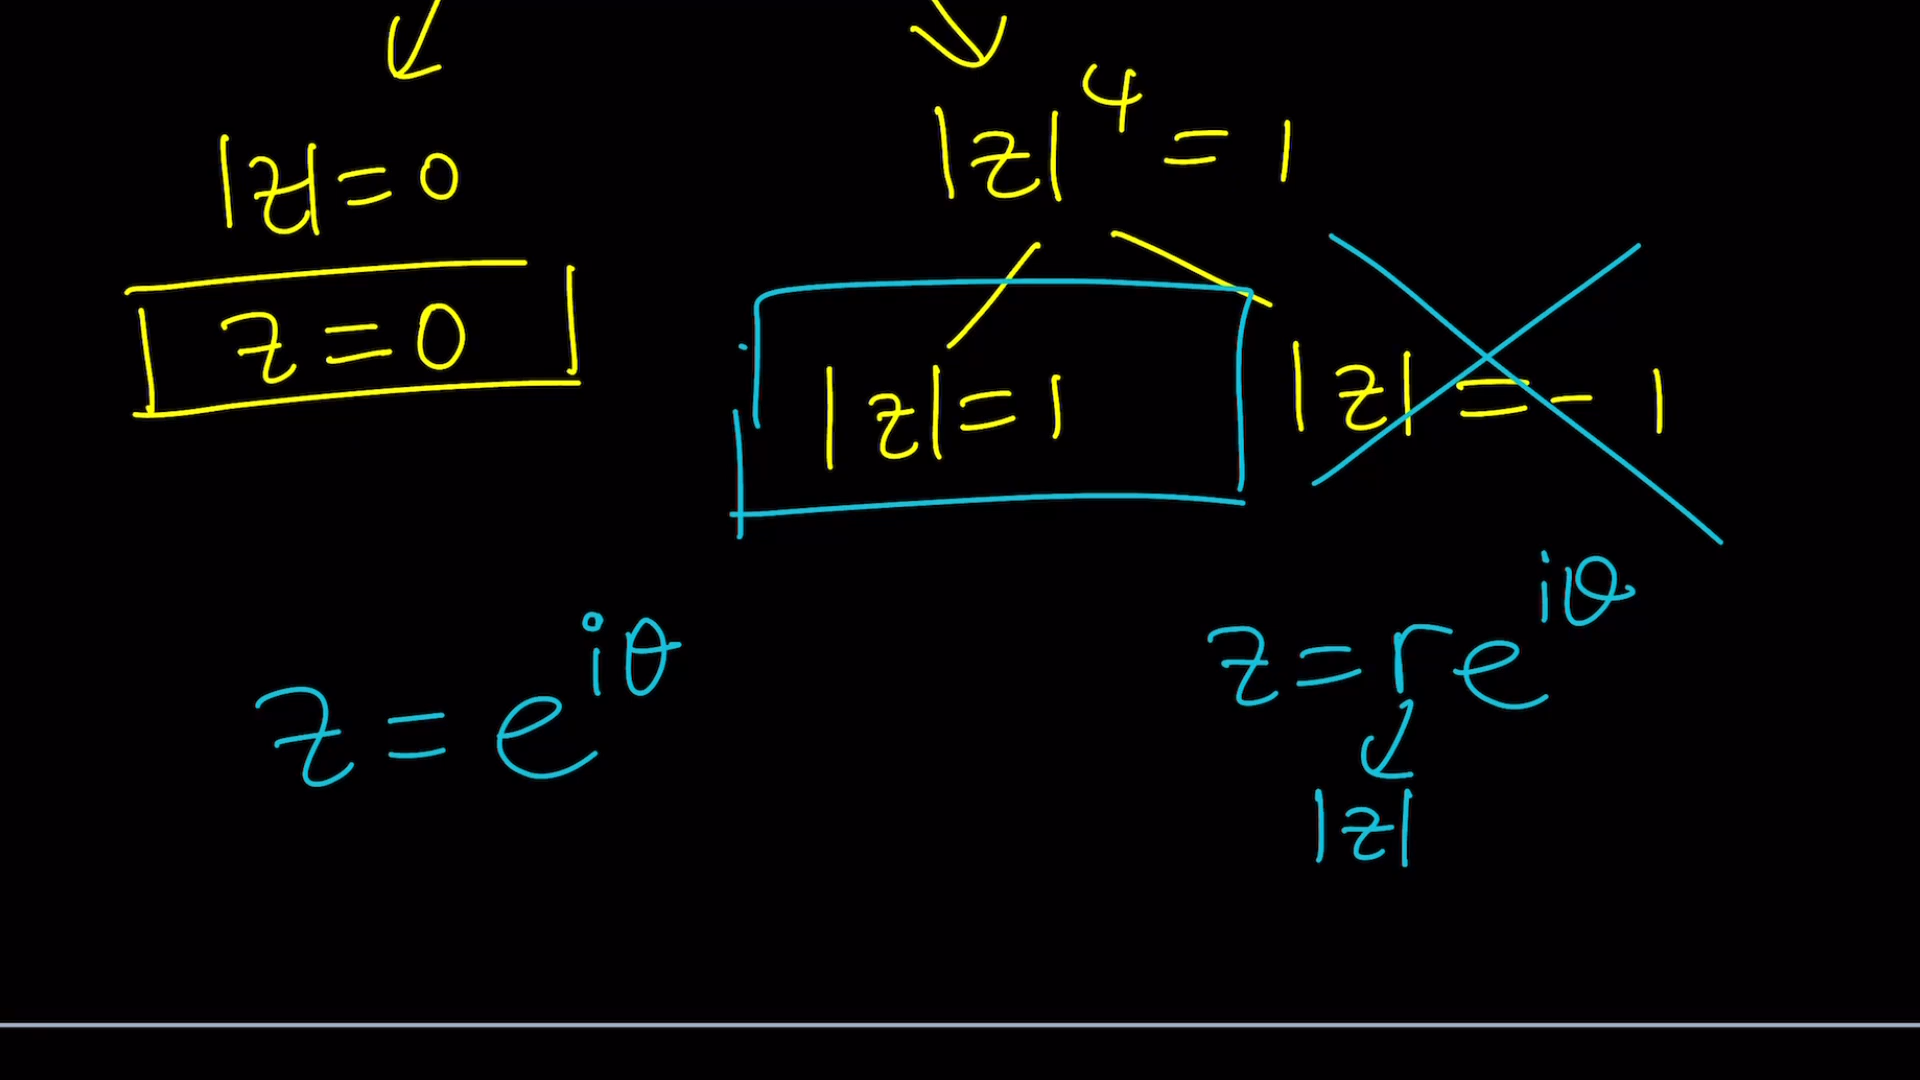 |z|⁴ = 1
|z| = 0
z = 0
|z| = 1
|z| = -1
z = e^{iθ}
z = re^{iθ}
|z|